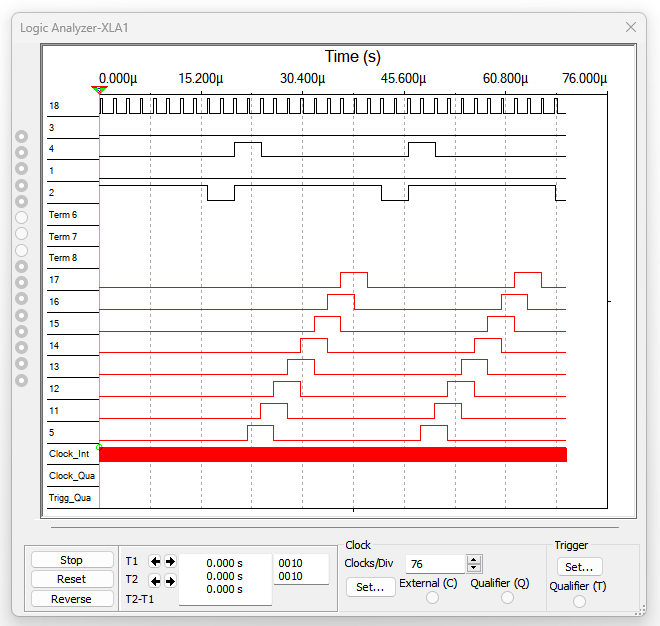 Logic Analyzer-XLA1
Time (s)
0.000µ 15.200µ 30.400µ 45.600µ 60.800µ 76.000µ
18
3
4
1
2
Term 6
Term 7
Term 8
17
16
15
14
13
12
11
5
Clock_Int
Clock_Qua
Trigg_Qua
Stop
Reset
Reverse
T1
T2
T2-T1
0.000 s
0.000 s
0.000 s
0010
0010
Clock
Clocks/Div 76
Set...
External (C)
Qualifier (Q)
Trigger
Set...
Qualifier (T)